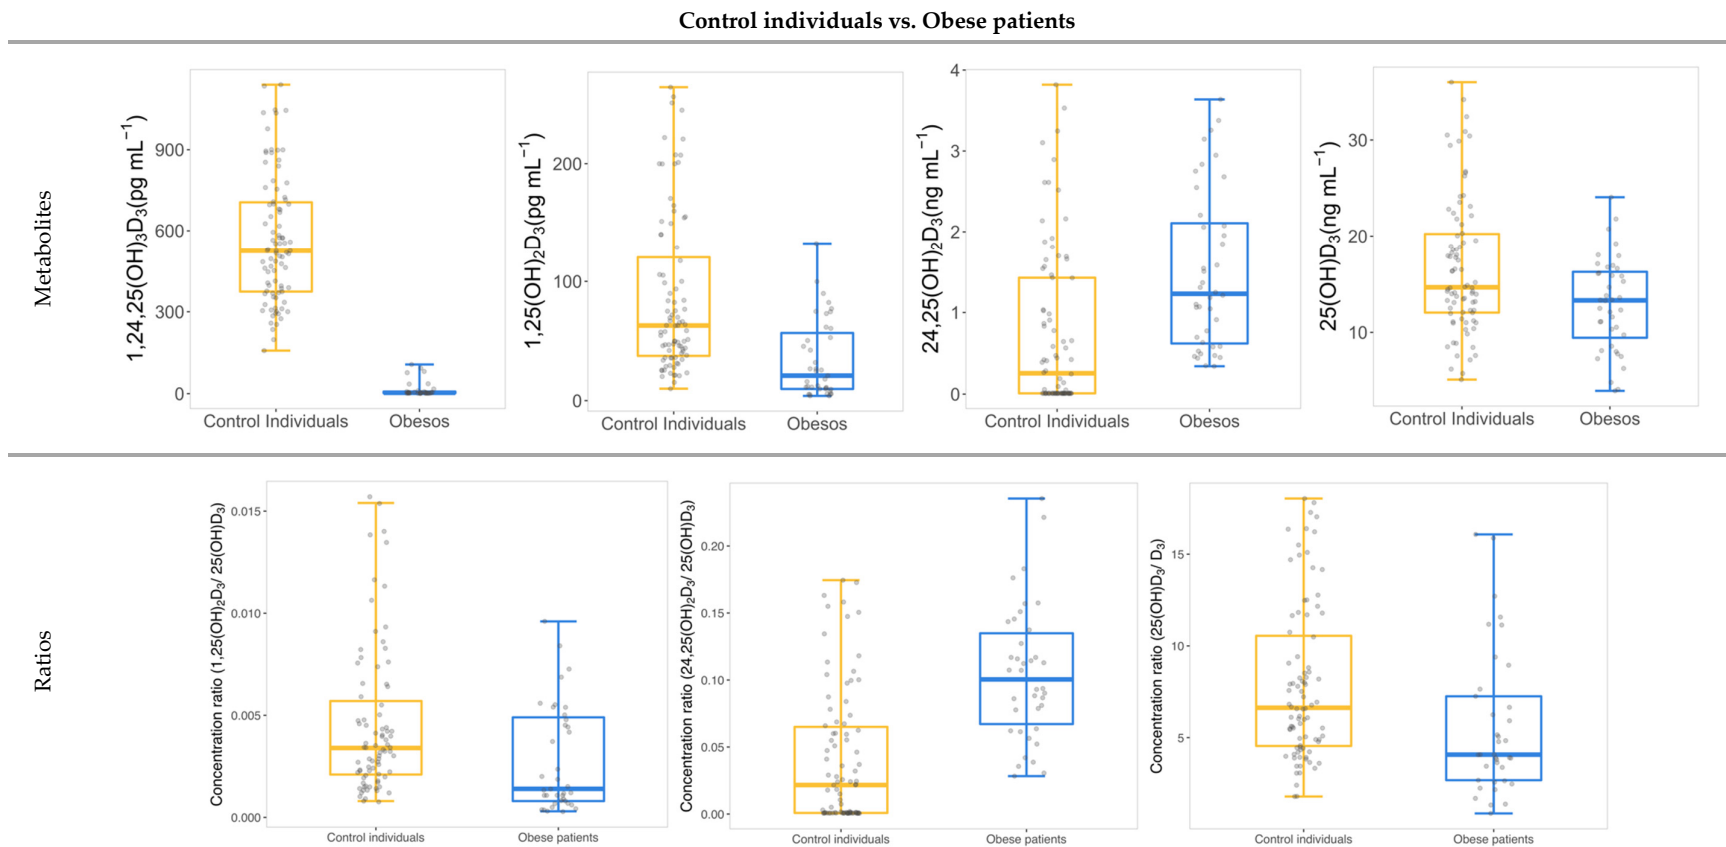 Control individuals vs. Obese patients
Metabolites
1,24,25(OH)₃D₃(pg mL⁻¹)
900
600
300
0
Control Individuals
Obesos
1,25(OH)₂D₃(pg mL⁻¹)
200
100
0
Control Individuals
Obesos
24,25(OH)₂D₃(ng mL⁻¹)
4
3
2
1
0
Control Individuals
Obesos
25(OH)D₃(ng mL⁻¹)
30
20
10
Control Individuals
Obesos
Ratios
Concentration ratio (1,25(OH)₂D₃/ 25(OH)D₃)
0.015
0.010
0.005
0.000
Control individuals
Obese patients
Concentration ratio (24,25(OH)₂D₃/ 25(OH)D₃)
0.20
0.15
0.10
0.05
0.00
Control individuals
Obese patients
Concentration ratio (25(OH)D₃/ D₃)
15
10
5
Control individuals
Obese patients